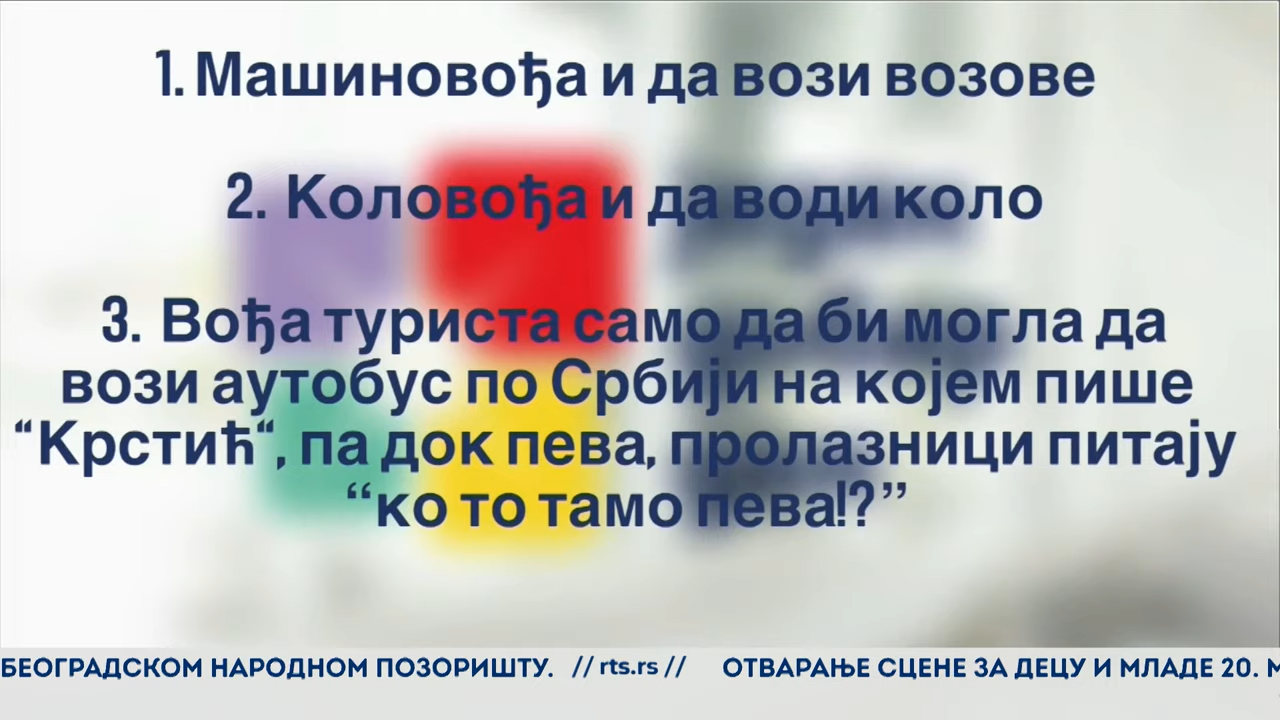 1. Машиновођа и да вози возове
2. Коловођа и да води коло
3. Вођа туриста само да би могла да
вози аутобус по Србији на којем пише
“Крстић“, па док пева, пролазници питају
“ко то тамо пева!?”
БЕОГРАДСКОМ НАРОДНОМ ПОЗОРИШТУ. // rts.rs // ОТВАРАЊЕ СЦЕНЕ ЗА ДЕЦУ И МЛАДЕ 20.